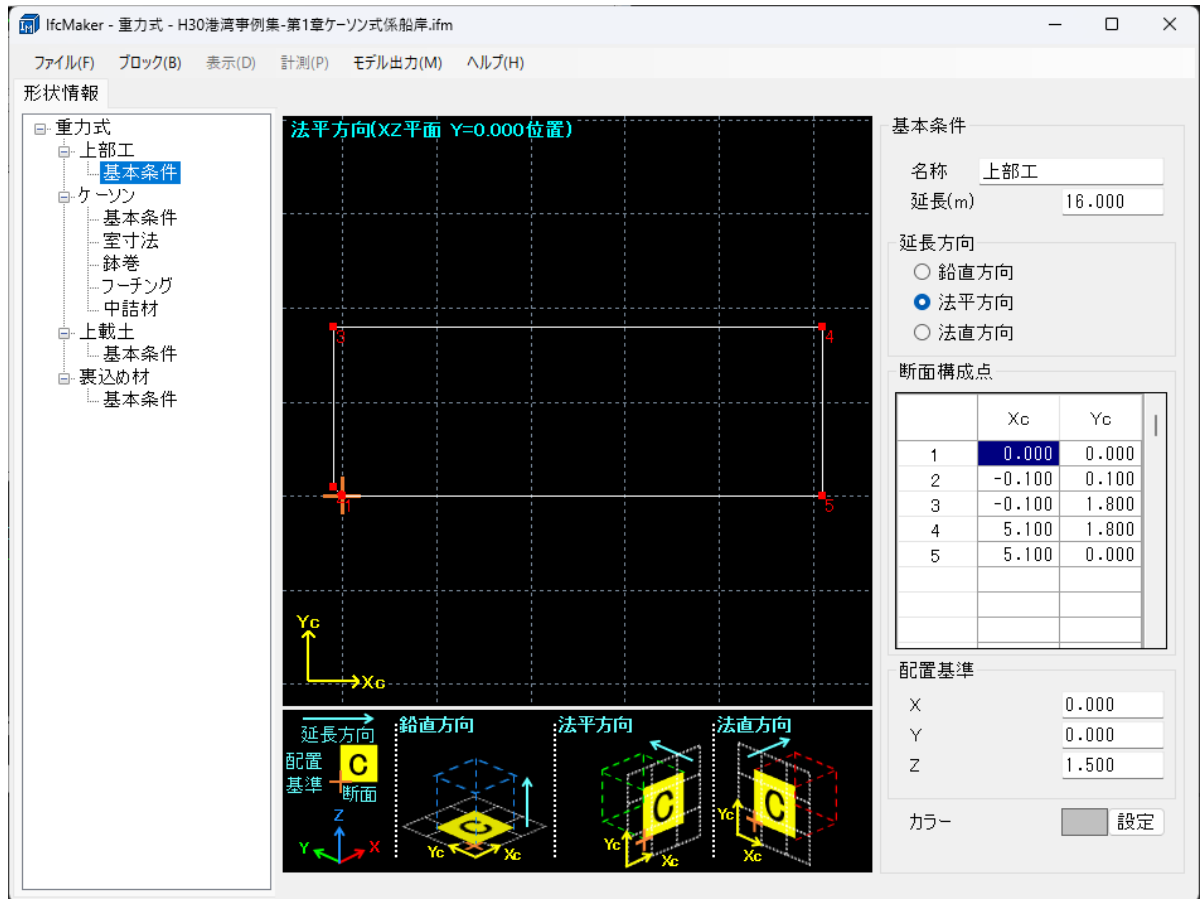 IfcMaker - 重力式 - H30港湾事例集-第1章ケーソン式係船岸.ifm
ファイル(F) ブロック(B) 表示(D) 計測(P) モデル出力(M) ヘルプ(H)
形状情報
重力式
上部工
基本条件
ケーソン
基本条件
室寸法
鉢巻
フーチング
中詰材
上載土
基本条件
裏込め材
基本条件
法平方向(XZ平面 Y=0.000位置)
3
4
1
5
Yc
Xc
延長方向
配置
基準
C
断面
Z
Y
X
鉛直方向
C
Yc
Xc
法平方向
C
Yc
Xc
法直方向
C
Yc
Xc
基本条件
名称 上部工
延長(m) 16.000
延長方向
鉛直方向
法平方向
法直方向
断面構成点
Xc Yc
1 0.000 0.000
2 -0.100 0.100
3 -0.100 1.800
4 5.100 1.800
5 5.100 0.000
配置基準
X 0.000
Y 0.000
Z 1.500
カラー 設定